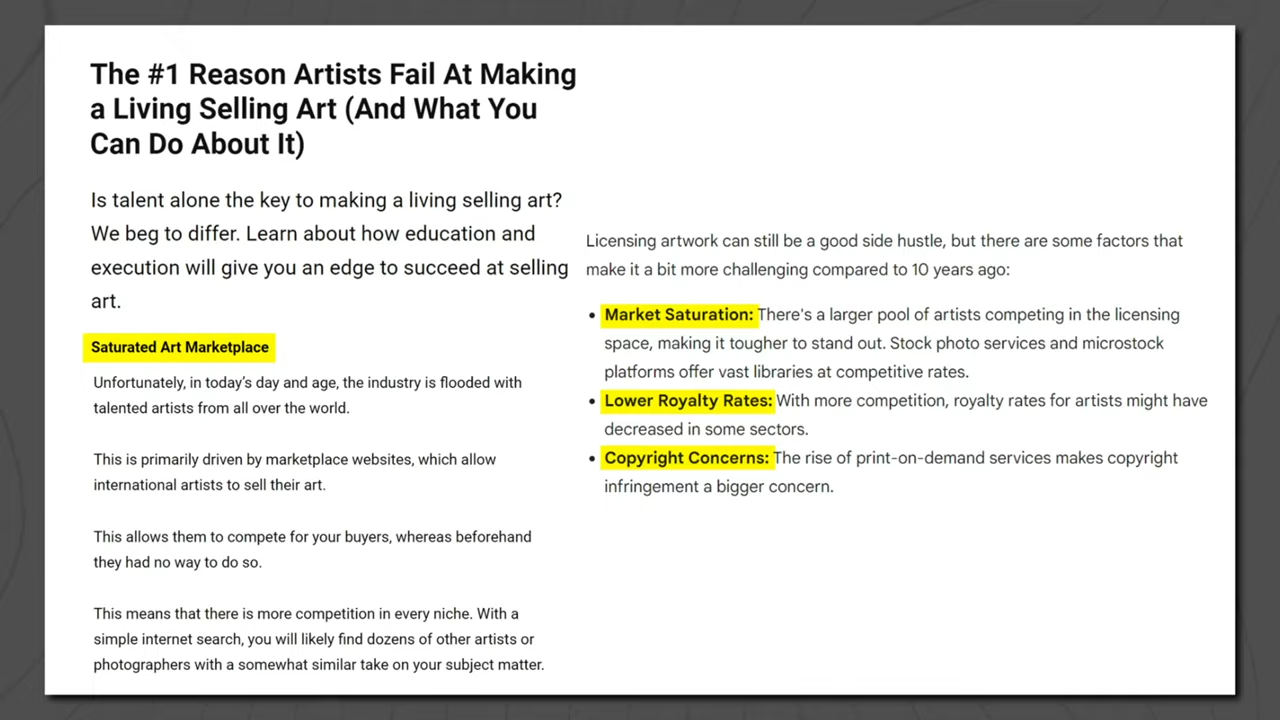 The #1 Reason Artists Fail At Making
a Living Selling Art (And What You
Can Do About It)
Is talent alone the key to making a living selling art?
We beg to differ. Learn about how education and
execution will give you an edge to succeed at selling
art.
Saturated Art Marketplace
Unfortunately, in today's day and age, the industry is flooded with
talented artists from all over the world.
This is primarily driven by marketplace websites, which allow
international artists to sell their art.
This allows them to compete for your buyers, whereas beforehand
they had no way to do so.
This means that there is more competition in every niche. With a
simple internet search, you will likely find dozens of other artists or
photographers with a somewhat similar take on your subject matter.
Licensing artwork can still be a good side hustle, but there are some factors that
make it a bit more challenging compared to 10 years ago:
• Market Saturation: There's a larger pool of artists competing in the licensing
space, making it tougher to stand out. Stock photo services and microstock
platforms offer vast libraries at competitive rates.
• Lower Royalty Rates: With more competition, royalty rates for artists might have
decreased in some sectors.
• Copyright Concerns: The rise of print-on-demand services makes copyright
infringement a bigger concern.